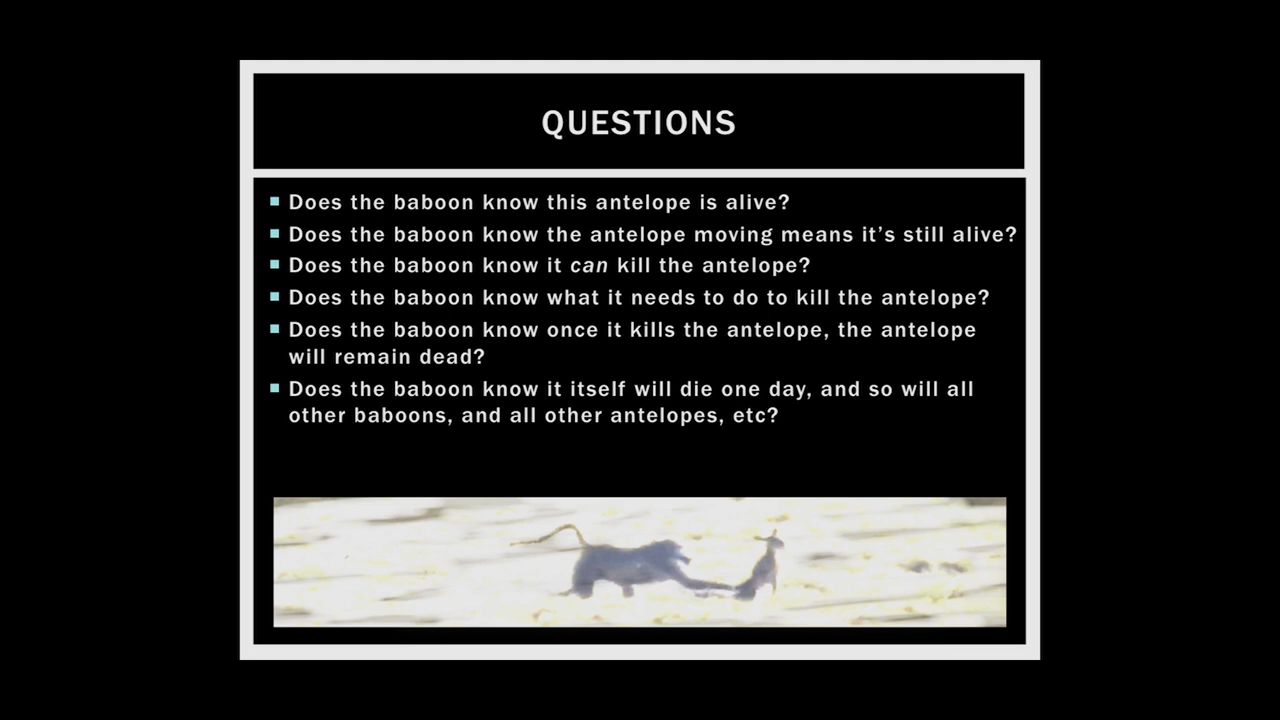 QUESTIONS
Does the baboon know this antelope is alive?
Does the baboon know the antelope moving means it’s still alive?
Does the baboon know it can kill the antelope?
Does the baboon know what it needs to do to kill the antelope?
Does the baboon know once it kills the antelope, the antelope
will remain dead?
Does the baboon know it itself will die one day, and so will all
other baboons, and all other antelopes, etc?